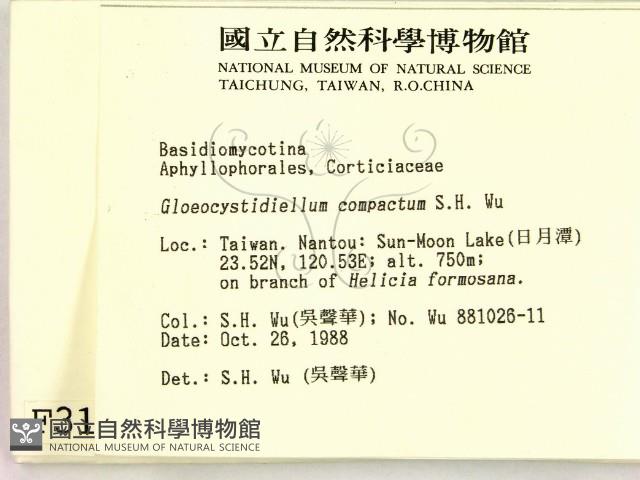 國立自然科學博物館
NATIONAL MUSEUM OF NATURAL SCIENCE
TAICHUNG, TAIWAN, R.O.CHINA
Basidiomycotina
Aphyllophorales, Corticiaceae
Gloeocystidiellum compactum S.H. Wu
Loc.: Taiwan. Nantou: Sun-Moon Lake(日月潭)
23.52N, 120.53E; alt. 750m;
on branch of Helicia formosana.
Col.: S.H. Wu(吳聲華); No. Wu 881026-11
Date: Oct. 26, 1988
Det.: S.H. Wu (吳聲華)
F31
國立自然科學博物館
NATIONAL MUSEUM OF NATURAL SCIENCE